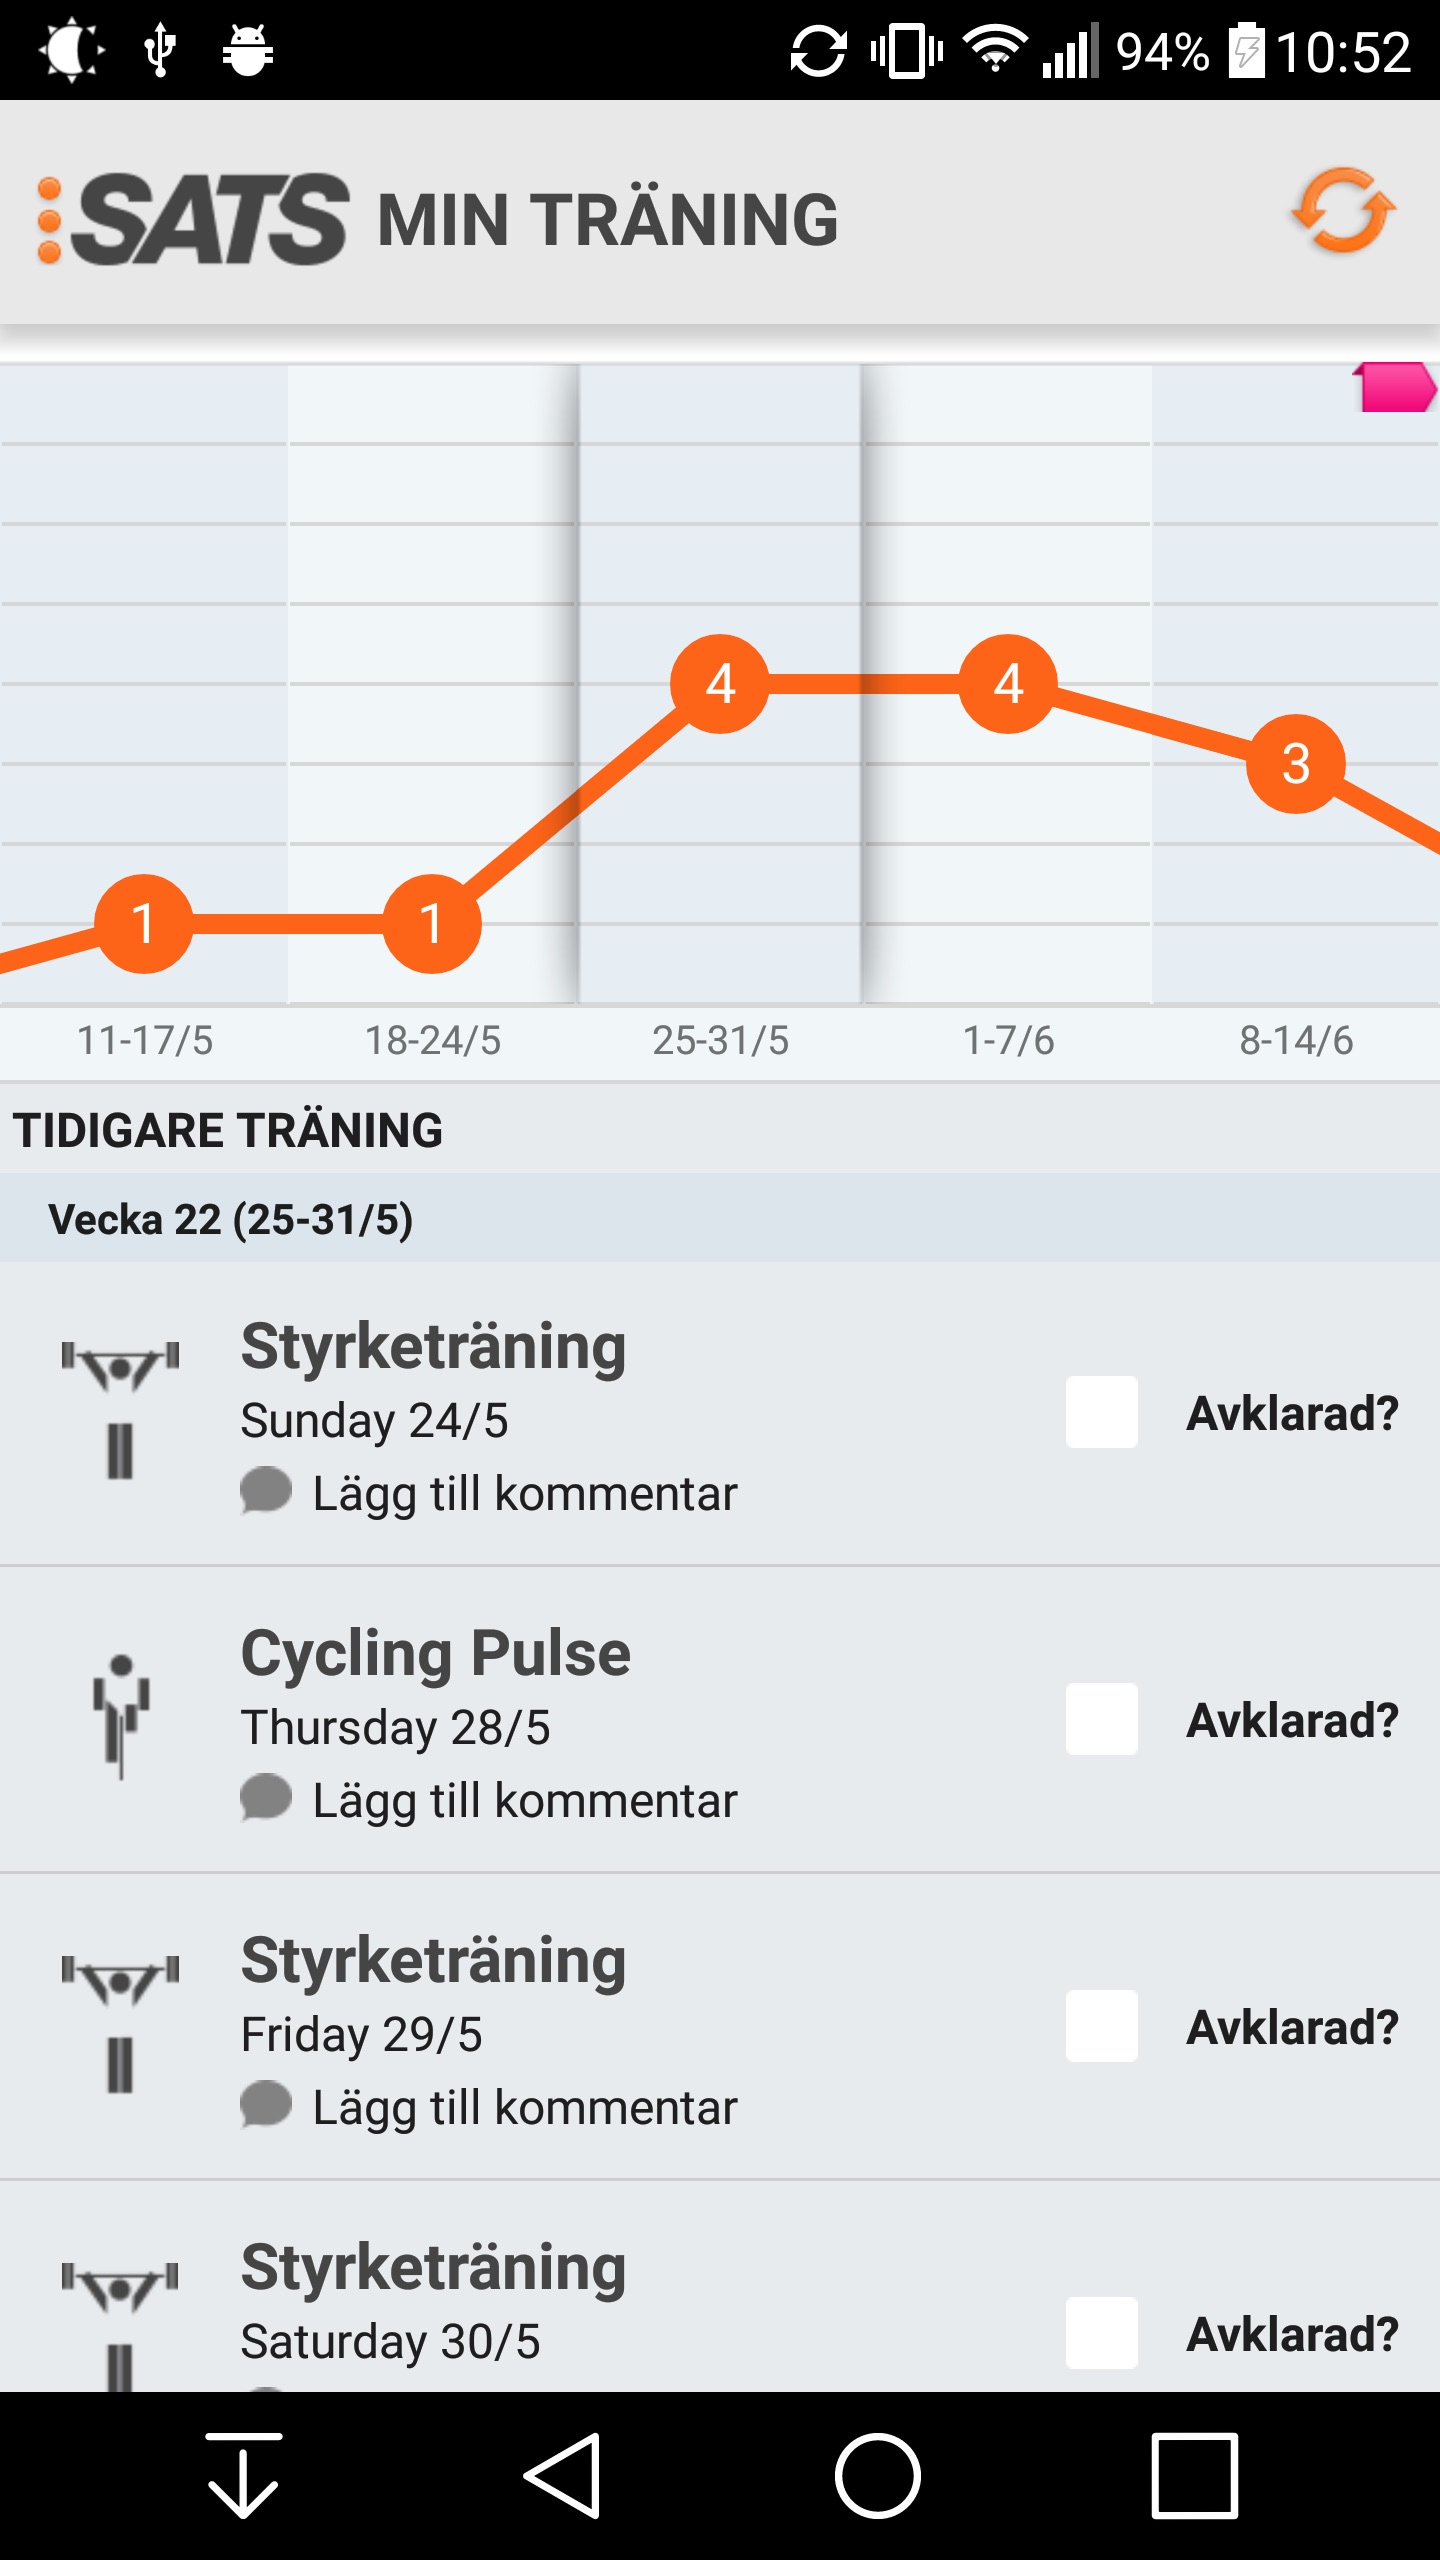 94% 10:52
SATS MIN TRÄNING
4 4
3
1 1
11-17/5 18-24/5 25-31/5 1-7/6 8-14/6
TIDIGARE TRÄNING
Vecka 22 (25-31/5)
Styrketräning
Sunday 24/5
Avklarad?
Lägg till kommentar
Cycling Pulse
Thursday 28/5
Avklarad?
Lägg till kommentar
Styrketräning
Friday 29/5
Avklarad?
Lägg till kommentar
Styrketräning
Saturday 30/5
Avklarad?